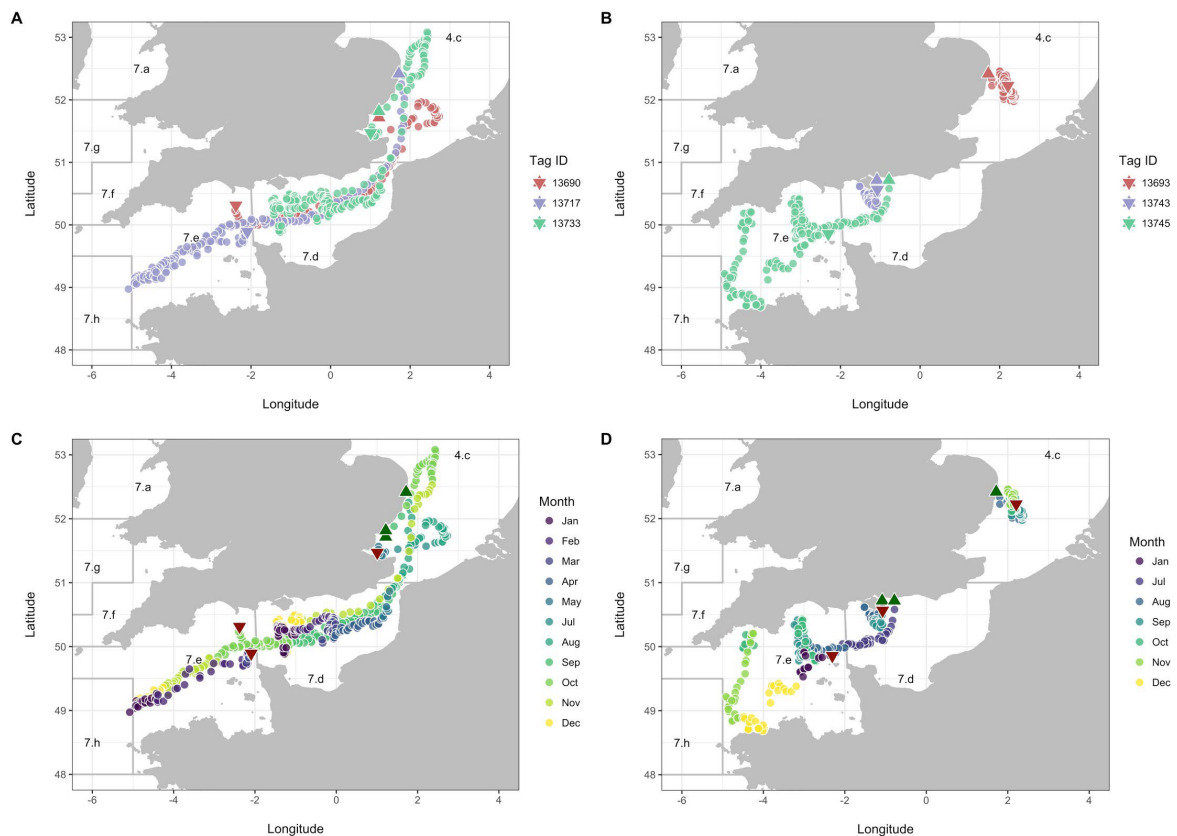 A
53
52
51
50
49
48
-6
-4
-2
0
2
4
Latitude
Longitude
7.a
7.g
7.f
7.e
7.h
7.d
4.c
Tag ID
13690
13717
13733
B
53
52
51
50
49
48
-6
-4
-2
0
2
4
Latitude
Longitude
7.a
7.g
7.f
7.e
7.h
7.d
4.c
Tag ID
13693
13743
13745
C
53
52
51
50
49
48
-6
-4
-2
0
2
4
Latitude
Longitude
7.a
7.g
7.f
7.e
7.h
7.d
4.c
Month
Jan
Feb
Mar
Apr
May
Jul
Aug
Sep
Oct
Nov
Dec
D
53
52
51
50
49
48
-6
-4
-2
0
2
4
Latitude
Longitude
7.a
7.g
7.f
7.e
7.h
7.d
4.c
Month
Jan
Jul
Aug
Sep
Oct
Nov
Dec